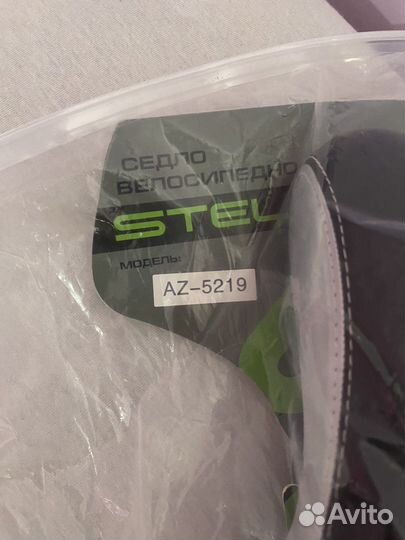 СЕДЛО
ВЕЛОСИПЕДНО
STEL
МОДЕЛЬ:
AZ-5219
Avito